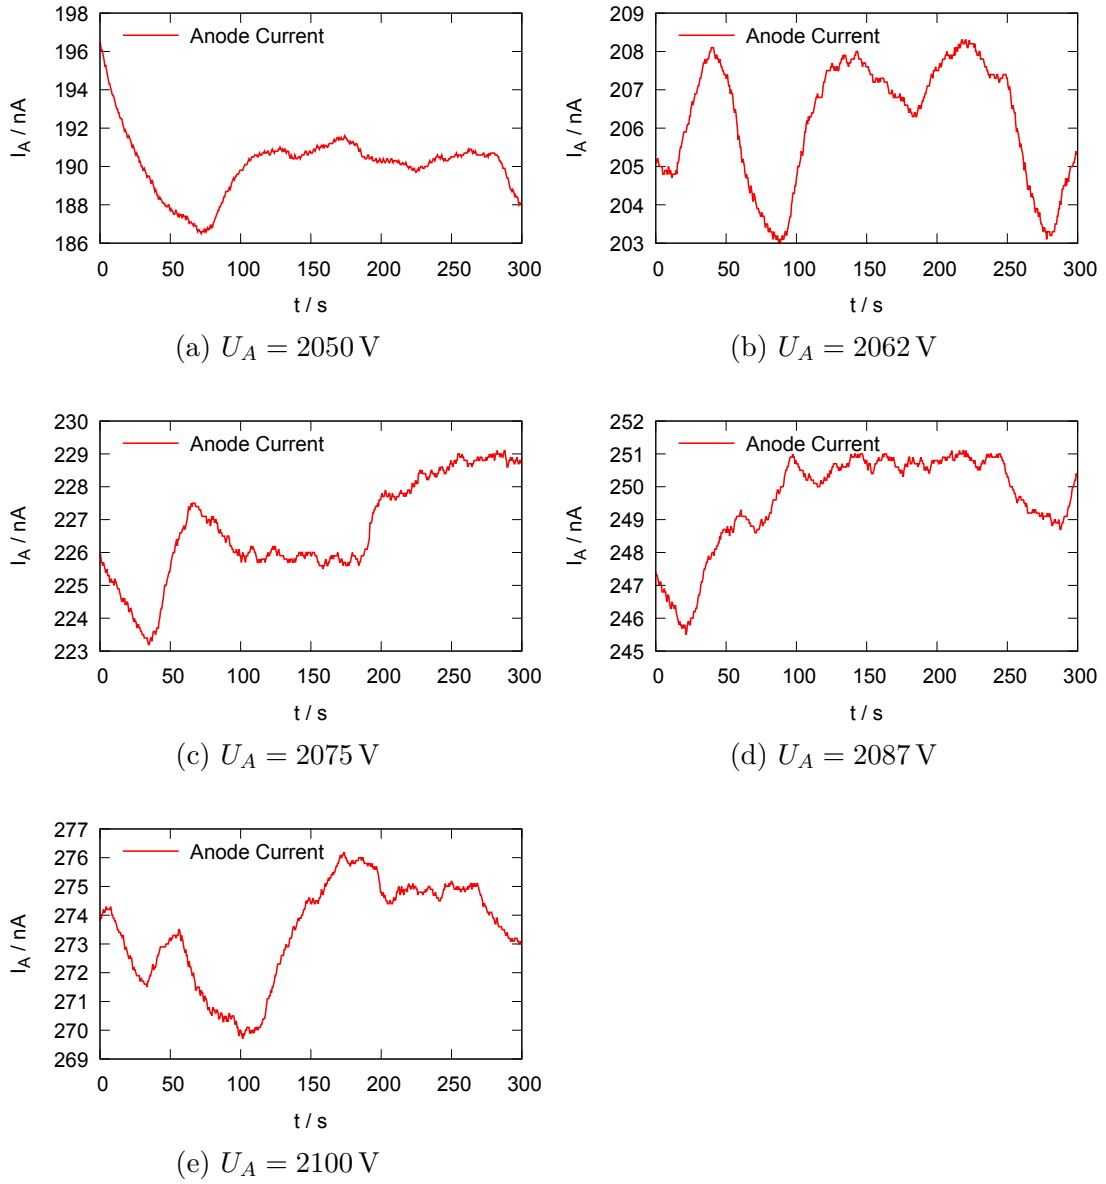 198
196
194
192
190
188
186
I_A / nA
Anode Current
0 50 100 150 200 250 300
t / s
(a) U_A = 2050 V
209
208
207
206
205
204
203
I_A / nA
Anode Current
0 50 100 150 200 250 300
t / s
(b) U_A = 2062 V
230
229
228
227
226
225
224
223
I_A / nA
Anode Current
0 50 100 150 200 250 300
t / s
(c) U_A = 2075 V
252
251
250
249
248
247
246
245
I_A / nA
Anode Current
0 50 100 150 200 250 300
t / s
(d) U_A = 2087 V
277
276
275
274
273
272
271
270
269
I_A / nA
Anode Current
0 50 100 150 200 250 300
t / s
(e) U_A = 2100 V